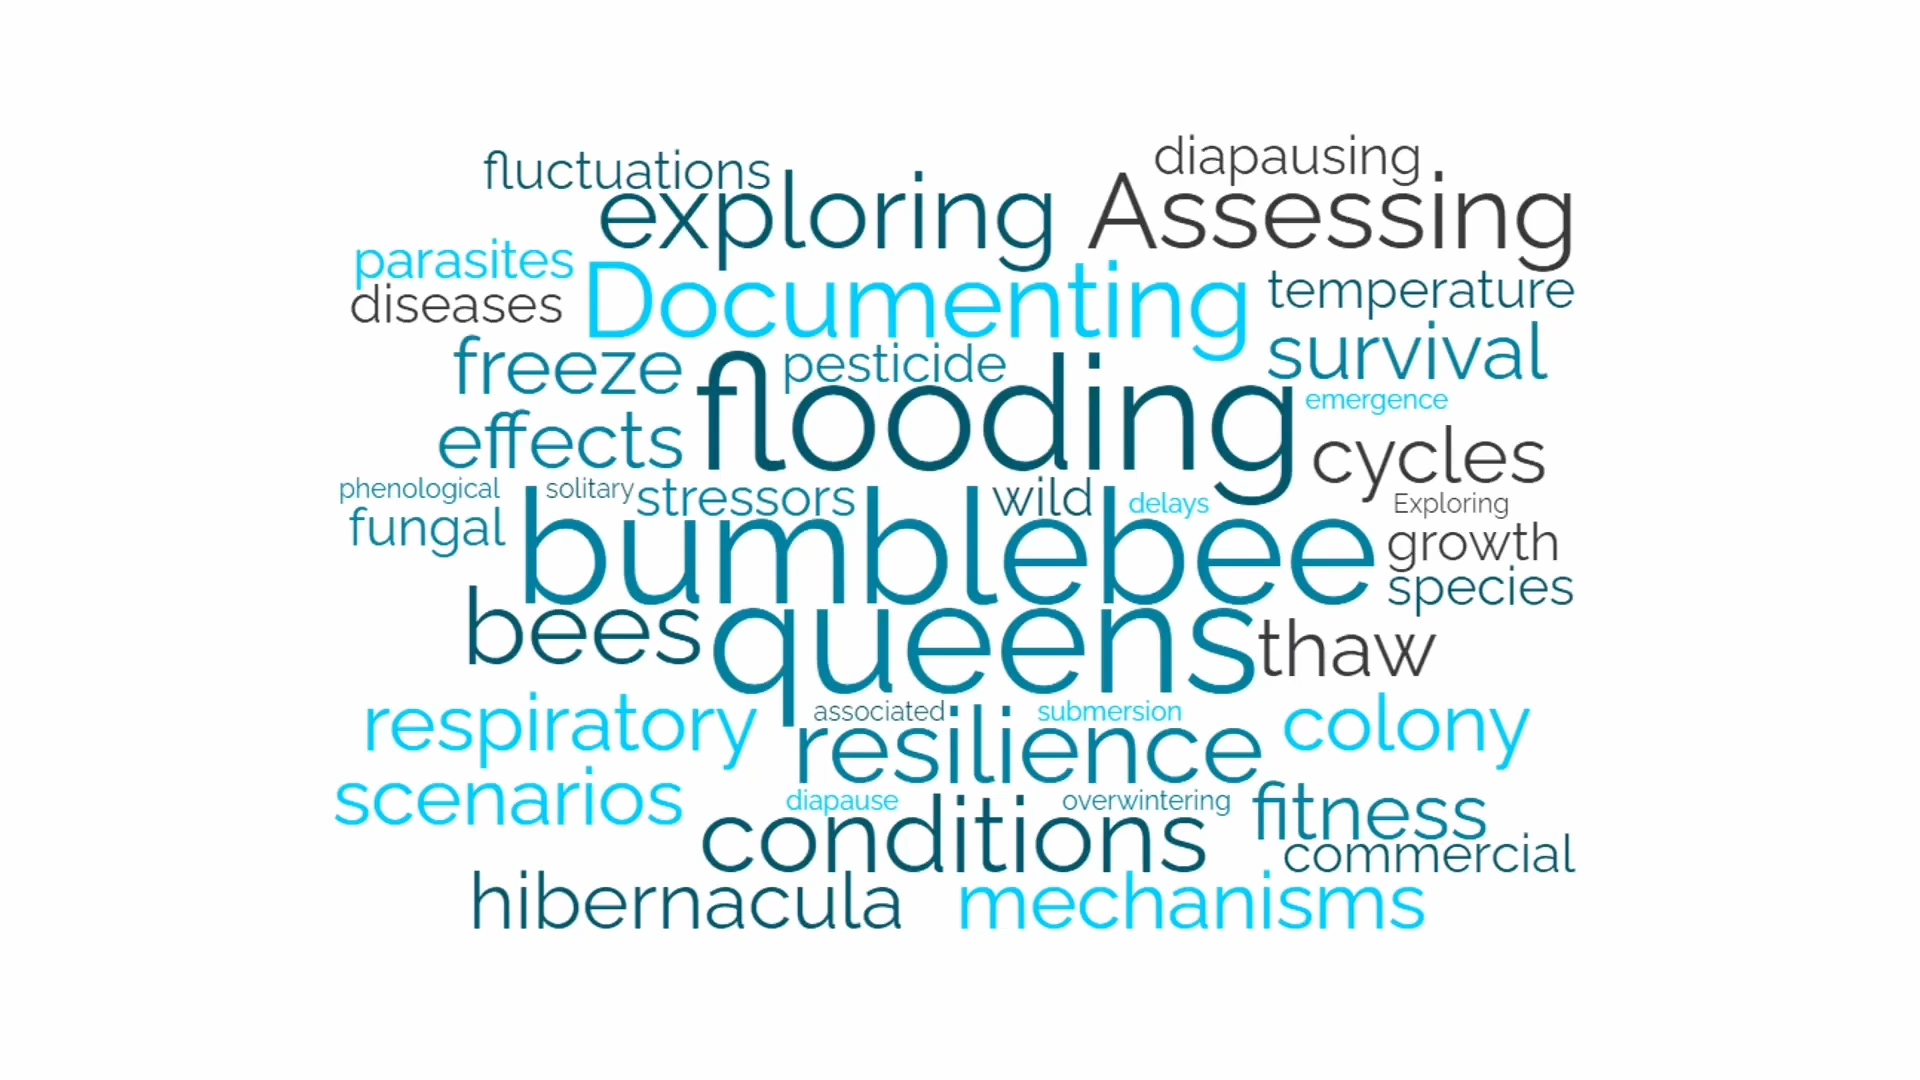 diapausing
fluctuations
exploring Assessing
parasites
Documenting temperature
diseases
survival
freeze pesticide
flooding emergence
effects cycles
phenological solitary stressors wild delays Exploring
fungal growth
bumblebee species
bees queens thaw
respiratory associated submersion colony
resilience
scenarios diapause overwintering fitness
conditions commercial
hibernacula mechanisms